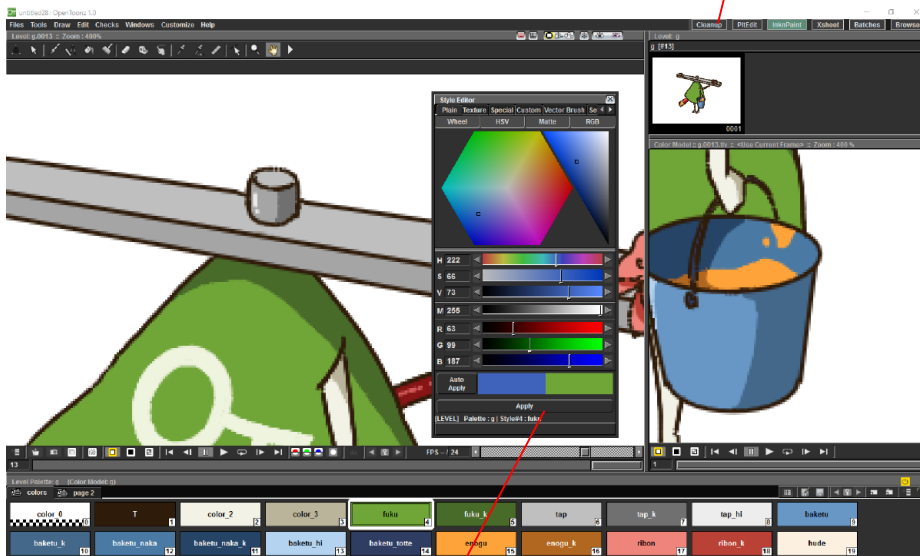 untitled28 : OpenToonz 1.0
Files Tools Draw Edit Checks Windows Customize Help
Cleanup PltEdit InknPaint Xsheet Batches Browse
Level: g.0013 :: Zoom : 400%
Level: g
g [#13]
0001
Color Model :: g.0013.tlv :: <Use Current Frame> :: Zoom : 400 %
Style Editor
Plain Texture Special Custom Vector Brush Se
Wheel HSV Matte RGB
H 222
S 66
V 73
M 255
R 63
G 99
B 187
Auto Apply
Apply
[LEVEL] Palette : g | Style#4 : fuku
FPS -- / 24
13
1
Level Palette: g (Color Model: g)
colors page 2
color_0 T color_2 color_3 fuku fuku_k tap tap_k tap_hi baketu
0 1 2 3 4 5 6 7 8 9
baketu_k baketu_naka baketu_naka_k baketu_hi baketu_totte enogu enogu_k ribon ribon_k hude
10 12 11 13 14 15 16 17 18 19